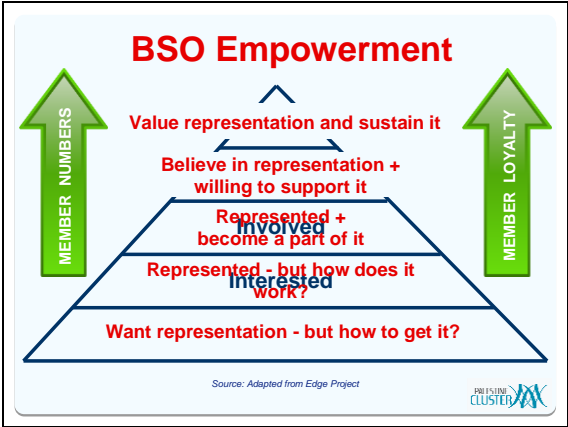 BSO Empowerment
MEMBER NUMBERS
MEMBER LOYALTY
Value representation and sustain it
Believe in representation +
willing to support it
Represented +
Involved
become a part of it
Represented - but how does it
Interested
work?
Want representation - but how to get it?
Source: Adapted from Edge Project
PALESTINE
CLUSTER